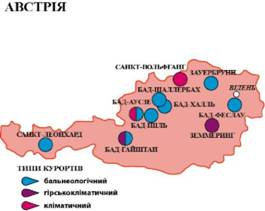 АВСТРІЯ
САНКТ-ВОЛЬФГАНГ
ЗАУЕРБРУНН
БАД-ШАЛЛЕРБАХ
ВІДЕНЬ
БАД-АУСЗЕ
БАД-ХАЛЛЬ
БАД ФЕСЛАУ
САНКТ-ЛЕОНХАРД
БАД ІШЛЬ
ЗЕММЕРИНГ
БАД ГАЙШТАН
ТИПИ КУРОРТІВ
бальнеологічний
гірськокліматичний
кліматичний